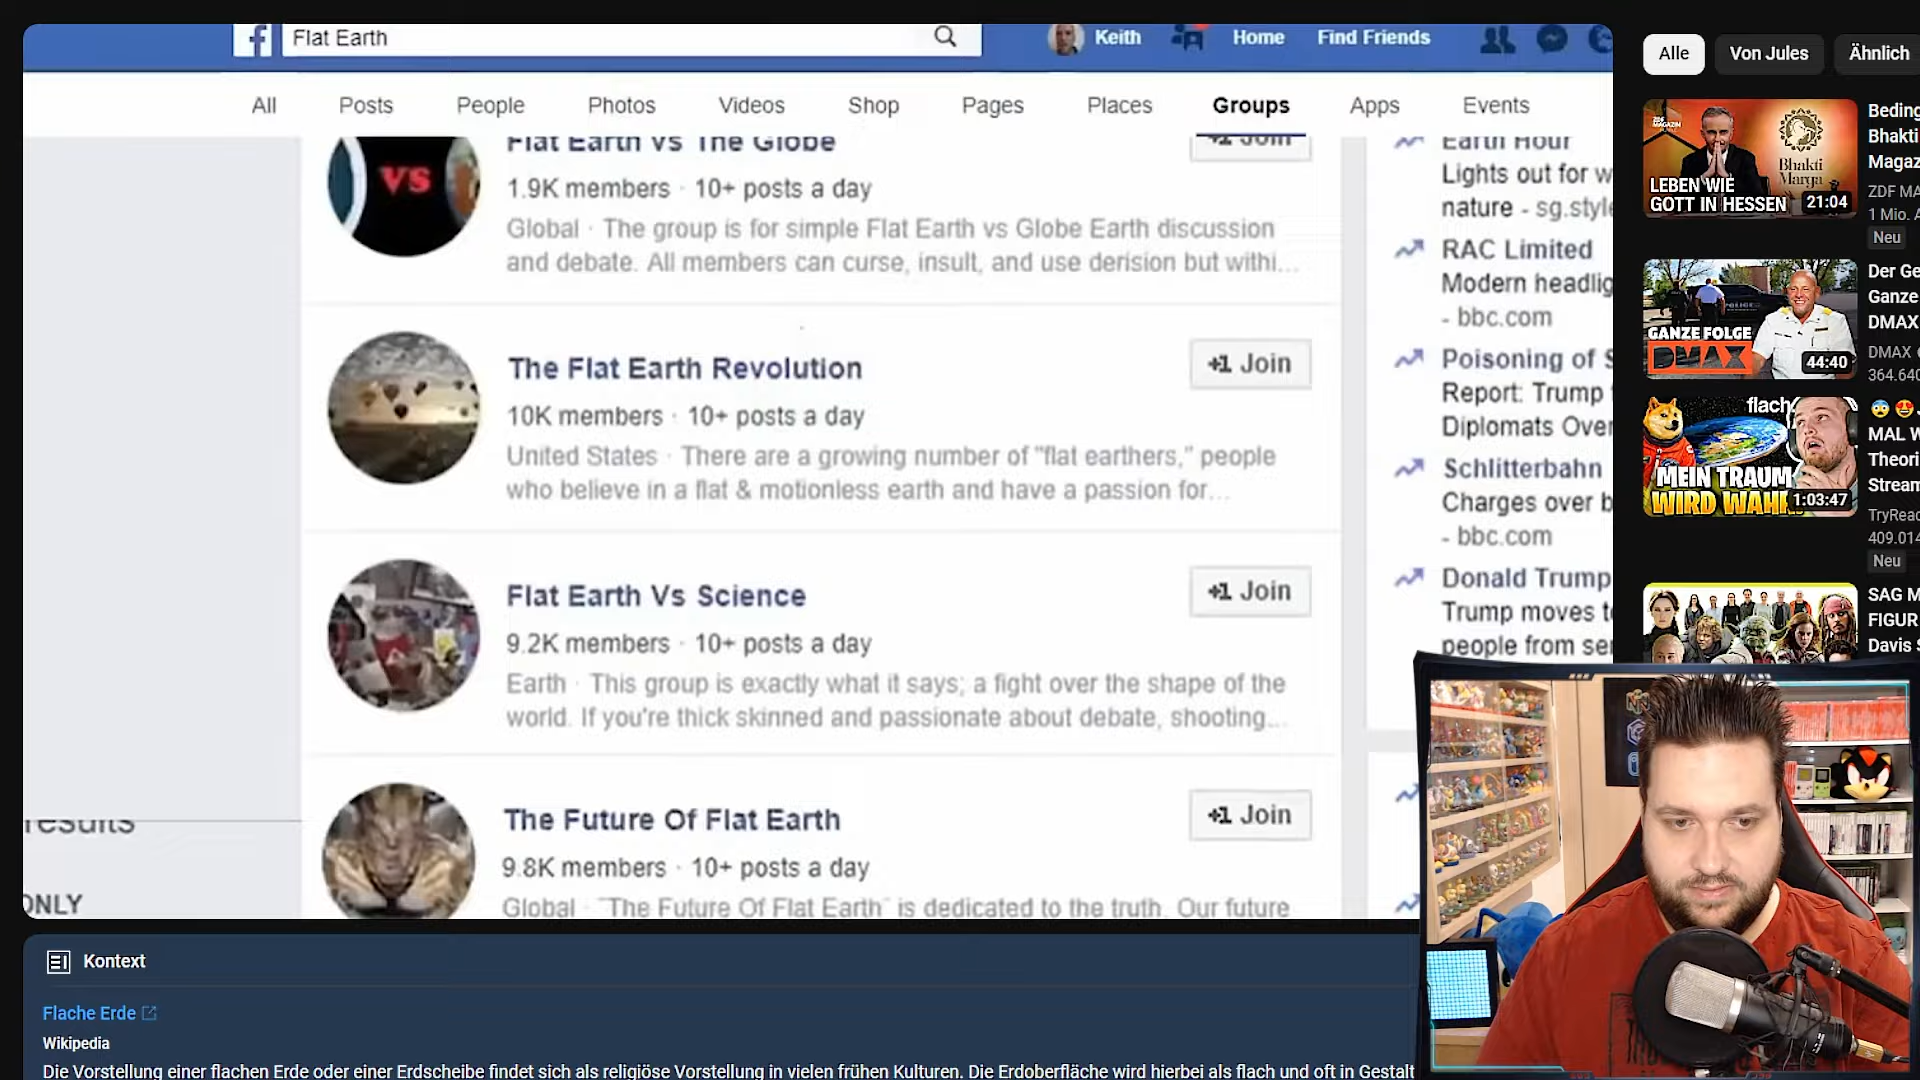 Flat Earth
Keith
Home
Find Friends
All
Posts
People
Photos
Videos
Shop
Pages
Places
Groups
Apps
Events
VS
Flat Earth Vs The Globe
+1 Join
1.9K members · 10+ posts a day
Global · The group is for simple Flat Earth vs Globe Earth discussion
and debate. All members can curse, insult, and use derision but withi...
The Flat Earth Revolution
+1 Join
10K members · 10+ posts a day
United States · There are a growing number of "flat earthers," people
who believe in a flat & motionless earth and have a passion for...
Flat Earth Vs Science
+1 Join
9.2K members · 10+ posts a day
Earth · This group is exactly what it says; a fight over the shape of the
world. If you're thick skinned and passionate about debate, shooting...
The Future Of Flat Earth
+1 Join
9.8K members · 10+ posts a day
Global · "The Future Of Flat Earth" is dedicated to the truth. Our future
results
ONLY
Earth Hour
Lights out for w
nature - sg.style
RAC Limited
Modern headlig
- bbc.com
Poisoning of S
Report: Trump
Diplomats Over
Schlitterbahn
Charges over b
- bbc.com
Donald Trump
Trump moves to
people from ser
Alle
Von Jules
Ähnlich
ZDF MAGAZIN
Bhakti
Marga
LEBEN WIE
GOTT IN HESSEN
21:04
Beding
Bhakti
Magaz
ZDF MA
1 Mio. A
Neu
POLICE
GANZE FOLGE
DMAX
44:40
Der Ge
Ganze
DMAX
DMAX
364.640
flach
MEIN TRAUM
WIRD WAHR
1:03:47
MAL W
Theori
Stream
TryReac
409.014
Neu
SAG M
FIGUR
Davis S
Kontext
Flache Erde
Wikipedia
Die Vorstellung einer flachen Erde oder einer Erdscheibe findet sich als religiöse Vorstellung in vielen frühen Kulturen. Die Erdoberfläche wird hierbei als flach und oft in Gestalt